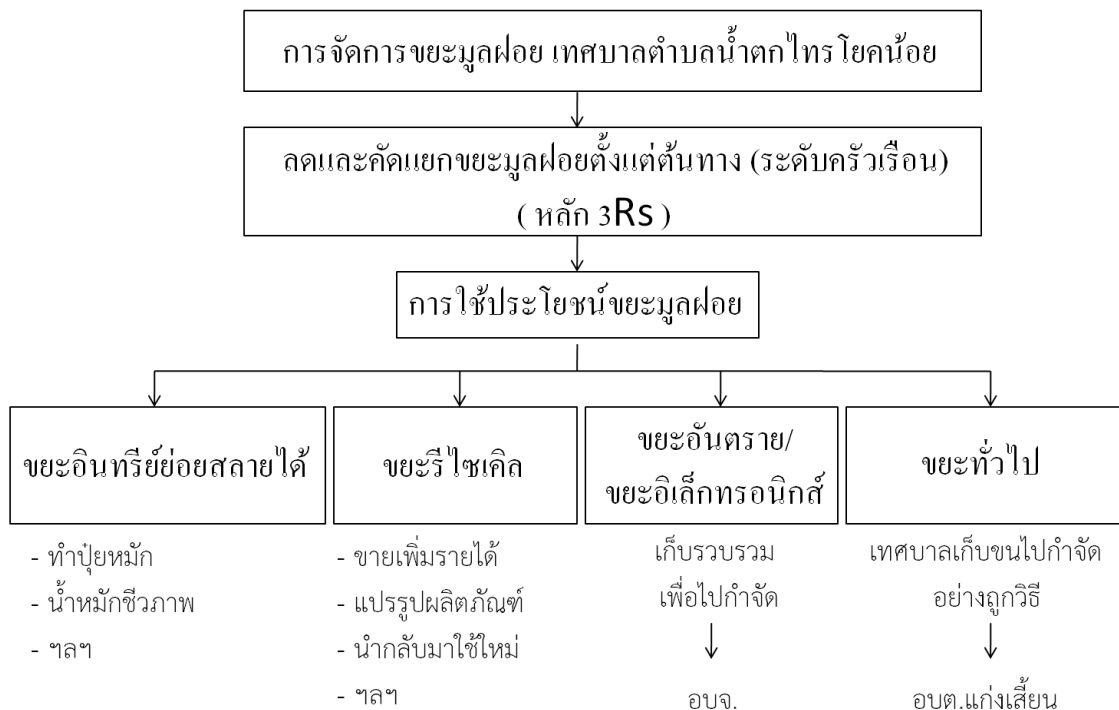 การจัดการขยะมูลฝอย เทศบาลตำบลน้ำตกไทรโยคน้อย
ลดและคัดแยกขยะมูลฝอยตั้งแต่ต้นทาง (ระดับครัวเรือน)
( หลัก 3Rs )
การใช้ประโยชน์ขยะมูลฝอย
ขยะอินทรีย์ย่อยสลายได้
- ทำปุ๋ยหมัก
- น้ำหมักชีวภาพ
- ฯลฯ
ขยะรีไซเคิล
- ขายเพิ่มรายได้
- แปรรูปผลิตภัณฑ์
- นำกลับมาใช้ใหม่
- ฯลฯ
ขยะอันตราย/
ขยะอิเล็กทรอนิกส์
เก็บรวบรวม
เพื่อไปกำจัด
อบจ.
ขยะทั่วไป
เทศบาลเก็บขนไปกำจัด
อย่างถูกวิธี
อบต.แก่งเสี้ยน